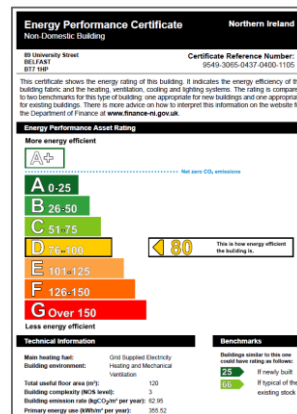 Energy Performance Certificate
Northern Ireland
Non-Domestic Building
89 University Street
BELFAST
BT7 1HP
Certificate Reference Number:
9549-3065-0437-0400-1105
This certificate shows the energy rating of this building. It indicates the energy efficiency of th
building fabric and the heating, ventilation, cooling and lighting systems. The rating is compare
to two benchmarks for this type of building: one appropriate for new buildings and one appropria
for existing buildings. There is more advice on how to interpret this information on the website f
the Department of Finance at www.finance-ni.gov.uk.
Energy Performance Asset Rating
More energy efficient
A+
Net zero CO₂ emissions
A 0-25
B 26-50
C 51-75
D 76-100
80
This is how energy efficient
the building is.
E 101-125
F 126-150
G Over 150
Less energy efficient
Technical Information
Main heating fuel: Grid Supplied Electricity
Building environment: Heating and Mechanical
Ventilation
Total useful floor area (m²): 120
Building complexity (NOS level): 3
Building emission rate (kgCO₂/m² per year): 62.95
Primary energy use (kWh/m² per year): 355.52
Benchmarks
Buildings similar to this one
could have rating as follows:
25 If newly built
66 If typical of the
existing stock